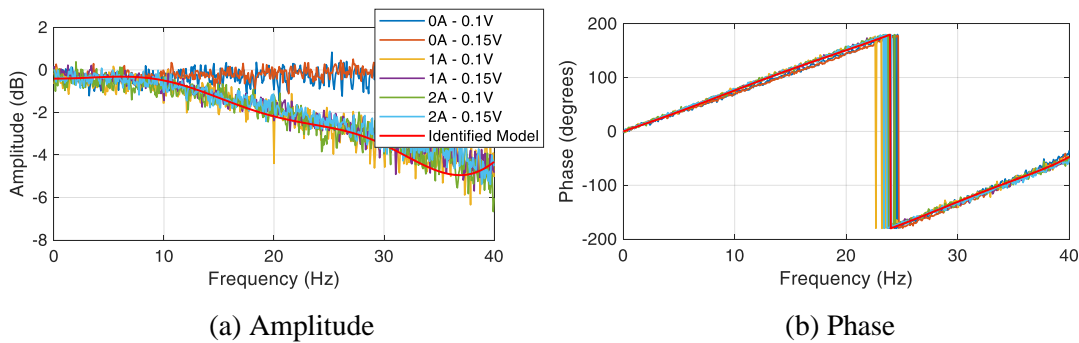 2
0
-2
-4
-6
-8
Amplitude (dB)
0 10 20 30 40
Frequency (Hz)
0A - 0.1V
0A - 0.15V
1A - 0.1V
1A - 0.15V
2A - 0.1V
2A - 0.15V
Identified Model
(a) Amplitude
200
100
0
-100
-200
Phase (degrees)
0 10 20 30 40
Frequency (Hz)
(b) Phase